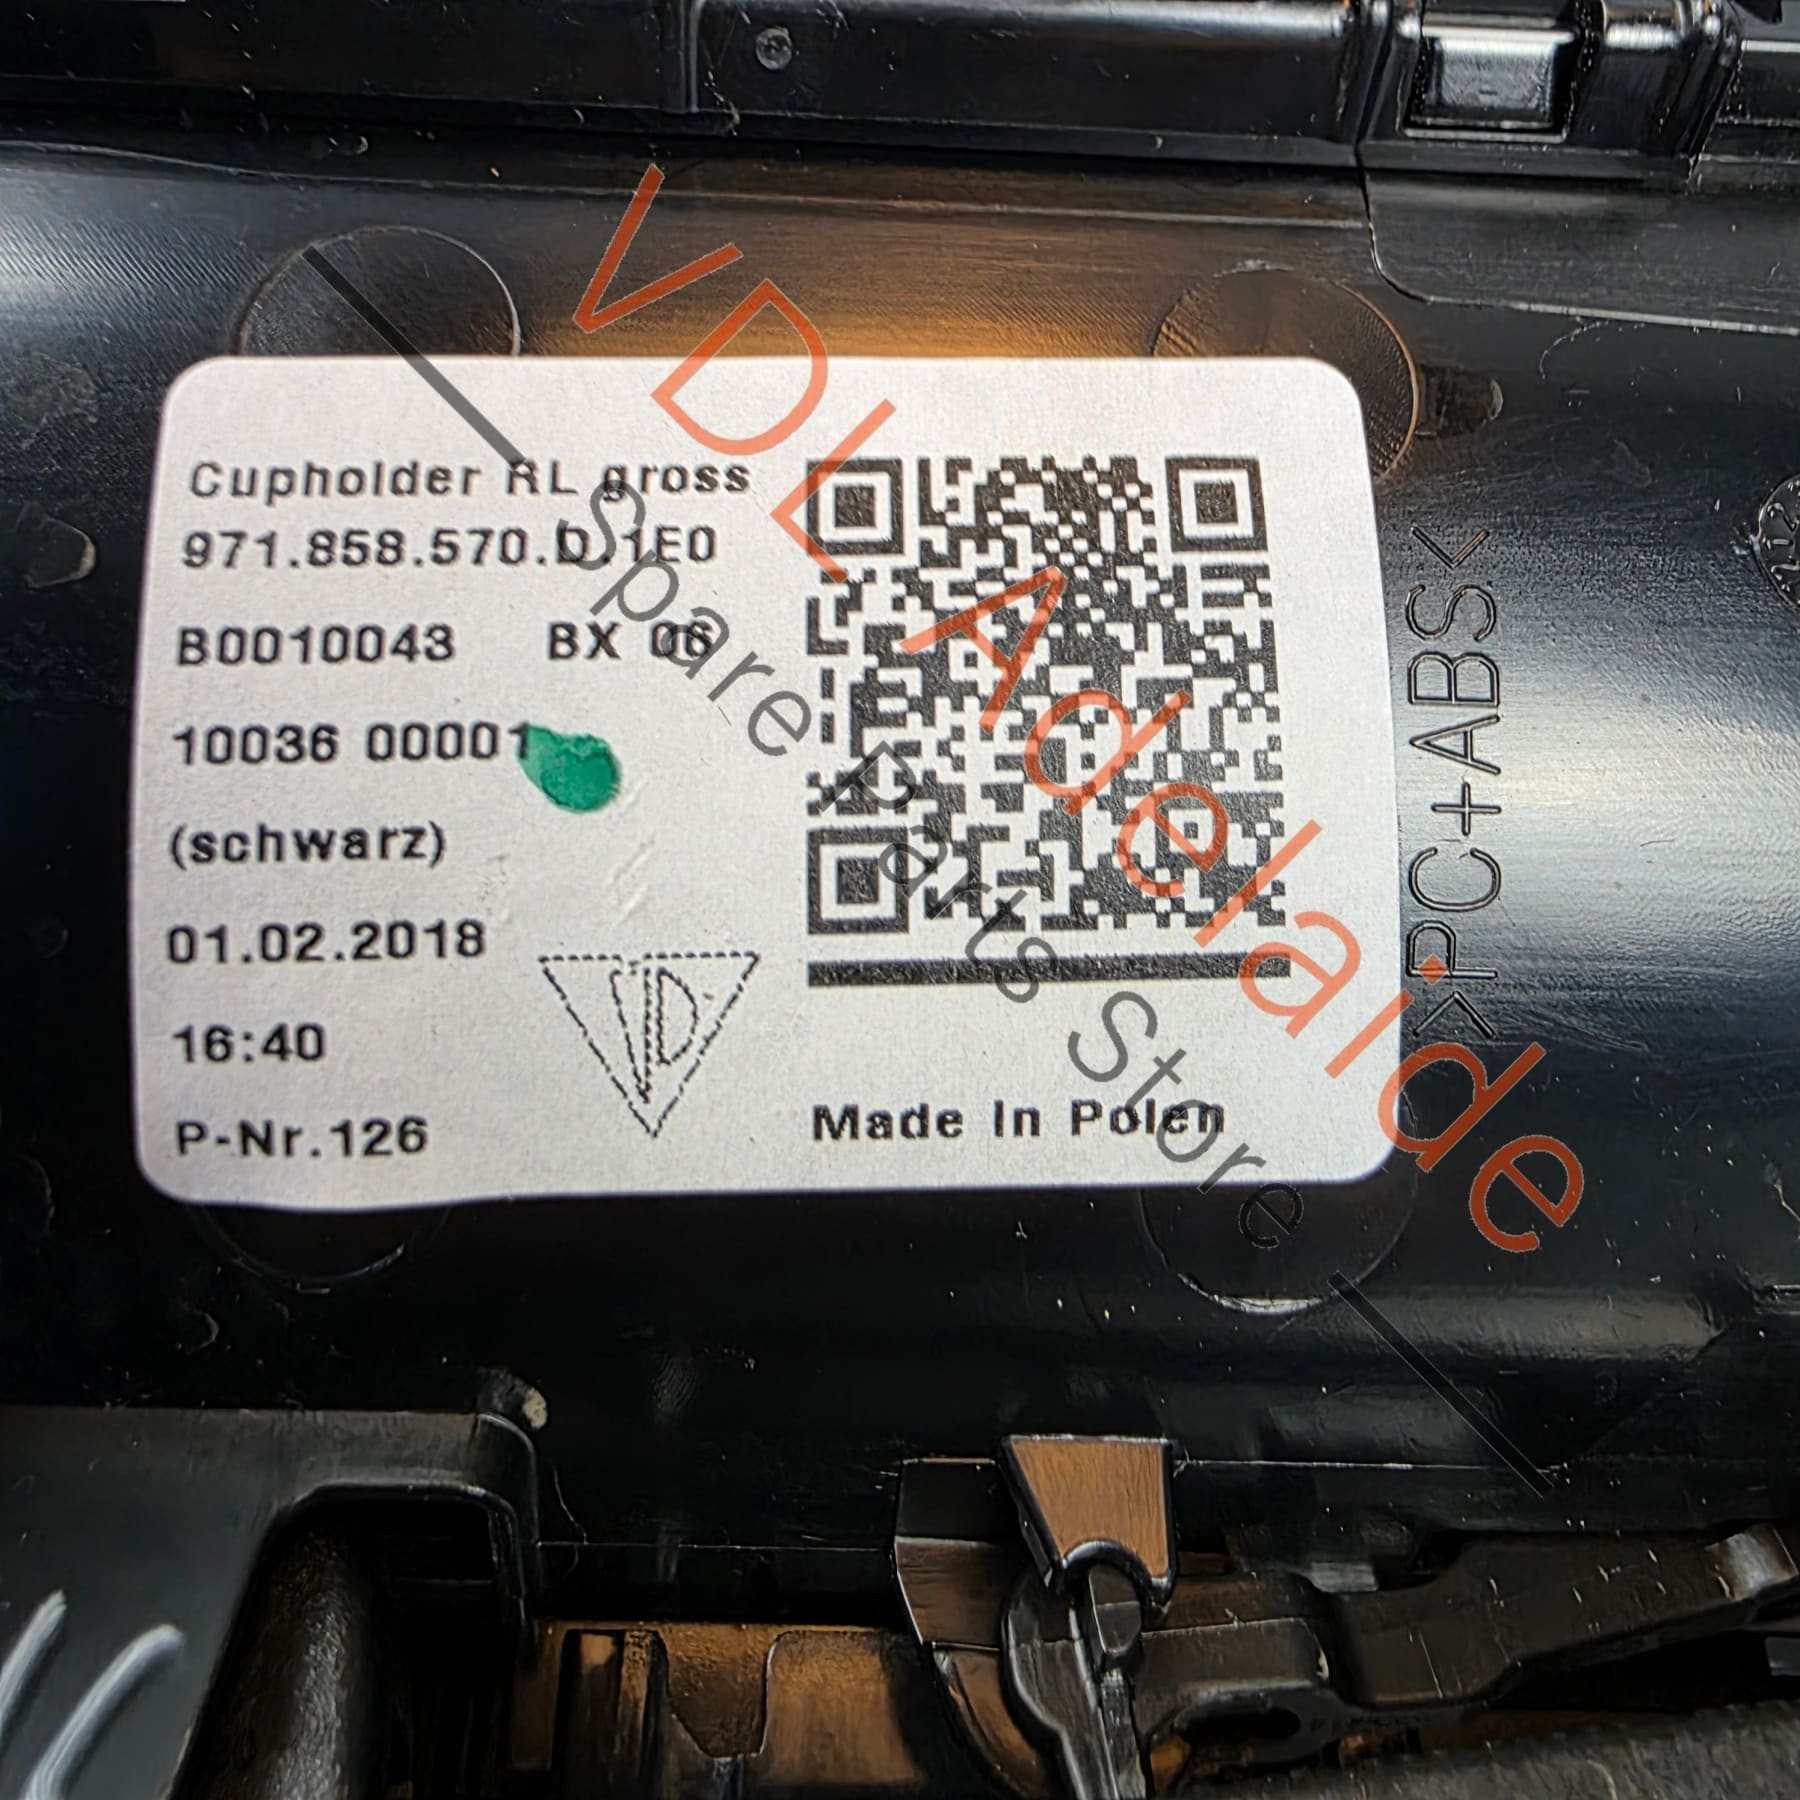 Cupholder RL gross
971.858.570.D.1E0
B0010043 BX 06
10036 00001
(schwarz)
01.02.2018
16:40
P-Nr.126
Made In Polen
>PC+ABS<
VDL Adelaide
Spare Parts Store